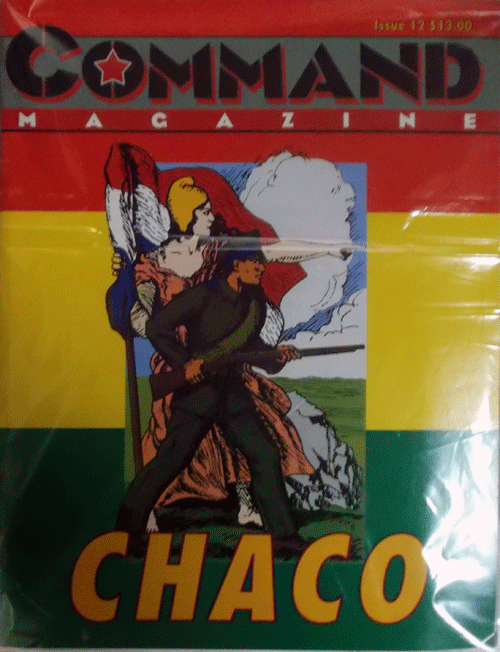 Issue 12 $13.00
COMMAND
MAGAZINE
CHACO